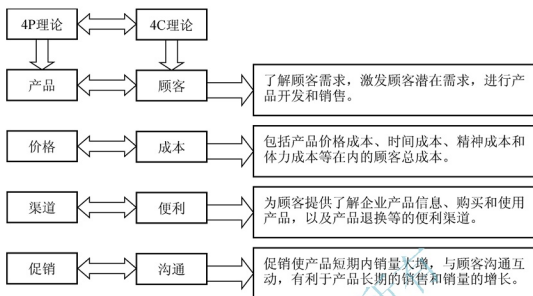 4P理论
4C理论
产品
顾客
了解顾客需求，激发顾客潜在需求，进行产
品开发和销售。
价格
成本
包括产品价格成本、时间成本、精神成本和
体力成本等在内的顾客总成本。
渠道
便利
为顾客提供了解企业产品信息、购买和使用
产品，以及产品退换等的便利渠道。
促销
沟通
促销使产品短期内销量大增，与顾客沟通互
动，有利于产品长期的销售和销量的增长。